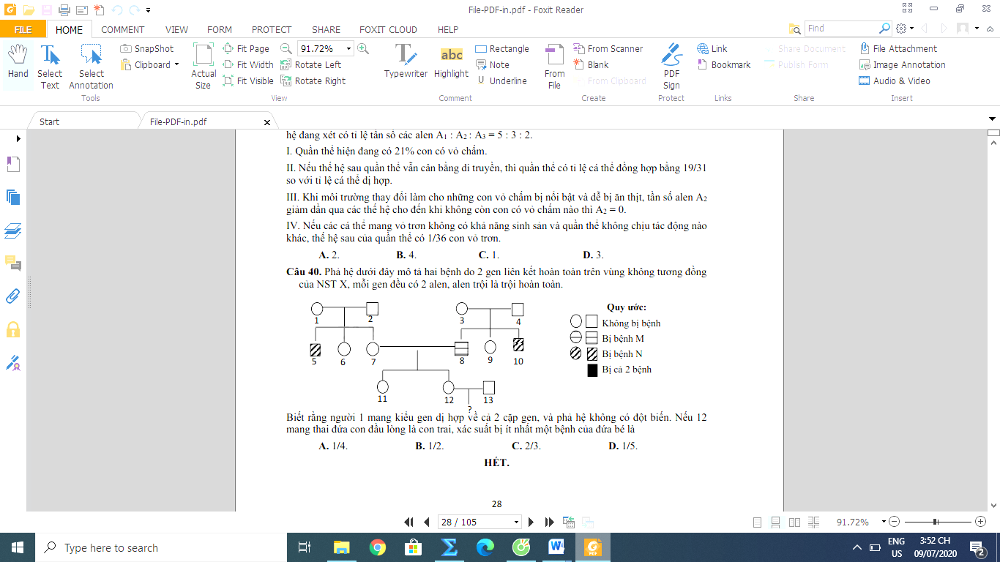 File-PDF-in.pdf - Foxit Reader
FILE HOME COMMENT VIEW FORM PROTECT SHARE FOXIT CLOUD HELP Find
Hand
Select Text
Select Annotation
SnapShot
Clipboard
Tools
Actual Size
Fit Page
Fit Width
Fit Visible
91.72%
Rotate Left
Rotate Right
View
Typewriter
abc
Highlight
Rectangle
Note
Underline
Comment
From File
From Scanner
Blank
From Clipboard
Create
PDF Sign
Protect
Link
Bookmark
Links
Share Document
Publish Form
Share
File Attachment
Image Annotation
Audio & Video
Insert
Start File-PDF-in.pdf
hệ đang xét có tỉ lệ tần số các alen A1 : A2 : A3 = 5 : 3 : 2.
I. Quần thể hiện đang có 21% con có vỏ chấm.
II. Nếu thế hệ sau quần thể vẫn cân bằng di truyền, thì quần thể có tỉ lệ cá thể đồng hợp bằng 19/31
so với tỉ lệ cá thể dị hợp.
III. Khi môi trường thay đổi làm cho những con vỏ chấm bị nổi bật và dễ bị ăn thịt, tần số alen A2
giảm dần qua các thế hệ cho đến khi không còn con có vỏ chấm nào thì A2 = 0.
IV. Nếu các cá thể mang vỏ trơn không có khả năng sinh sản và quần thể không chịu tác động nào
khác, thế hệ sau của quần thể có 1/36 con vỏ trơn.
A. 2. B. 4. C. 1. D. 3.
Câu 40. Phả hệ dưới đây mô tả hai bệnh do 2 gen liên kết hoàn toàn trên vùng không tương đồng
của NST X, mỗi gen đều có 2 alen, alen trội là trội hoàn toàn.
1 2 3 4
5 6 7 8 9 10
11 12 13
?
Quy ước:
Không bị bệnh
Bị bệnh M
Bị bệnh N
Bị cả 2 bệnh
Biết rằng người 1 mang kiểu gen dị hợp về cả 2 cặp gen, và phả hệ không có đột biến. Nếu 12
mang thai đứa con đầu lòng là con trai, xác suất bị ít nhất một bệnh của đứa bé là
A. 1/4. B. 1/2. C. 2/3. D. 1/5.
HẾT.
28
28 / 105
91.72%
Type here to search
ENG
US
3:52 CH
09/07/2020
2